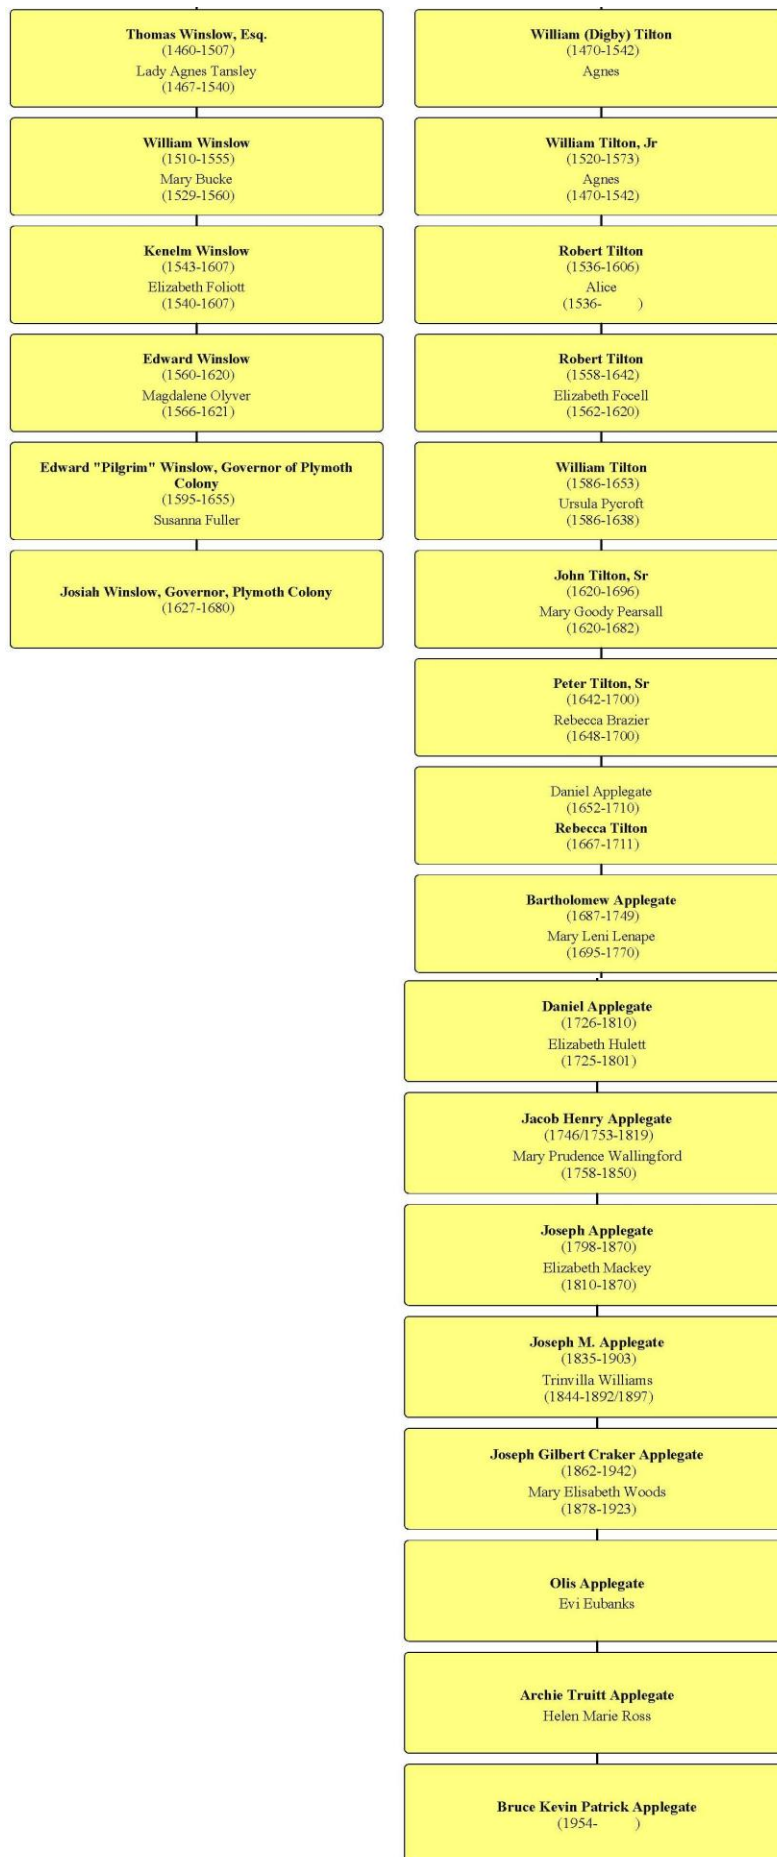 Thomas Winslow, Esq.
(1460-1507)
Lady Agnes Tansley
(1467-1540)
William Winslow
(1510-1555)
Mary Bucke
(1529-1560)
Kenelm Winslow
(1543-1607)
Elizabeth Foliott
(1540-1607)
Edward Winslow
(1560-1620)
Magdalene Olyver
(1566-1621)
Edward "Pilgrim" Winslow, Governor of Plymoth
Colony
(1595-1655)
Susanna Fuller
Josiah Winslow, Governor, Plymoth Colony
(1627-1680)
William (Digby) Tilton
(1470-1542)
Agnes
William Tilton, Jr
(1520-1573)
Agnes
(1470-1542)
Robert Tilton
(1536-1606)
Alice
(1536- )
Robert Tilton
(1558-1642)
Elizabeth Focell
(1562-1620)
William Tilton
(1586-1653)
Ursula Pycroft
(1586-1638)
John Tilton, Sr
(1620-1696)
Mary Goody Pearsall
(1620-1682)
Peter Tilton, Sr
(1642-1700)
Rebecca Brazier
(1648-1700)
Daniel Applegate
(1652-1710)
Rebecca Tilton
(1667-1711)
Bartholomew Applegate
(1687-1749)
Mary Leni Lenape
(1695-1770)
Daniel Applegate
(1726-1810)
Elizabeth Hulett
(1725-1801)
Jacob Henry Applegate
(1746/1753-1819)
Mary Prudence Wallingford
(1758-1850)
Joseph Applegate
(1798-1870)
Elizabeth Mackey
(1810-1870)
Joseph M. Applegate
(1835-1903)
Trinvilla Williams
(1844-1892/1897)
Joseph Gilbert Craker Applegate
(1862-1942)
Mary Elisabeth Woods
(1878-1923)
Olis Applegate
Evi Eubanks
Archie Truitt Applegate
Helen Marie Ross
Bruce Kevin Patrick Applegate
(1954- )